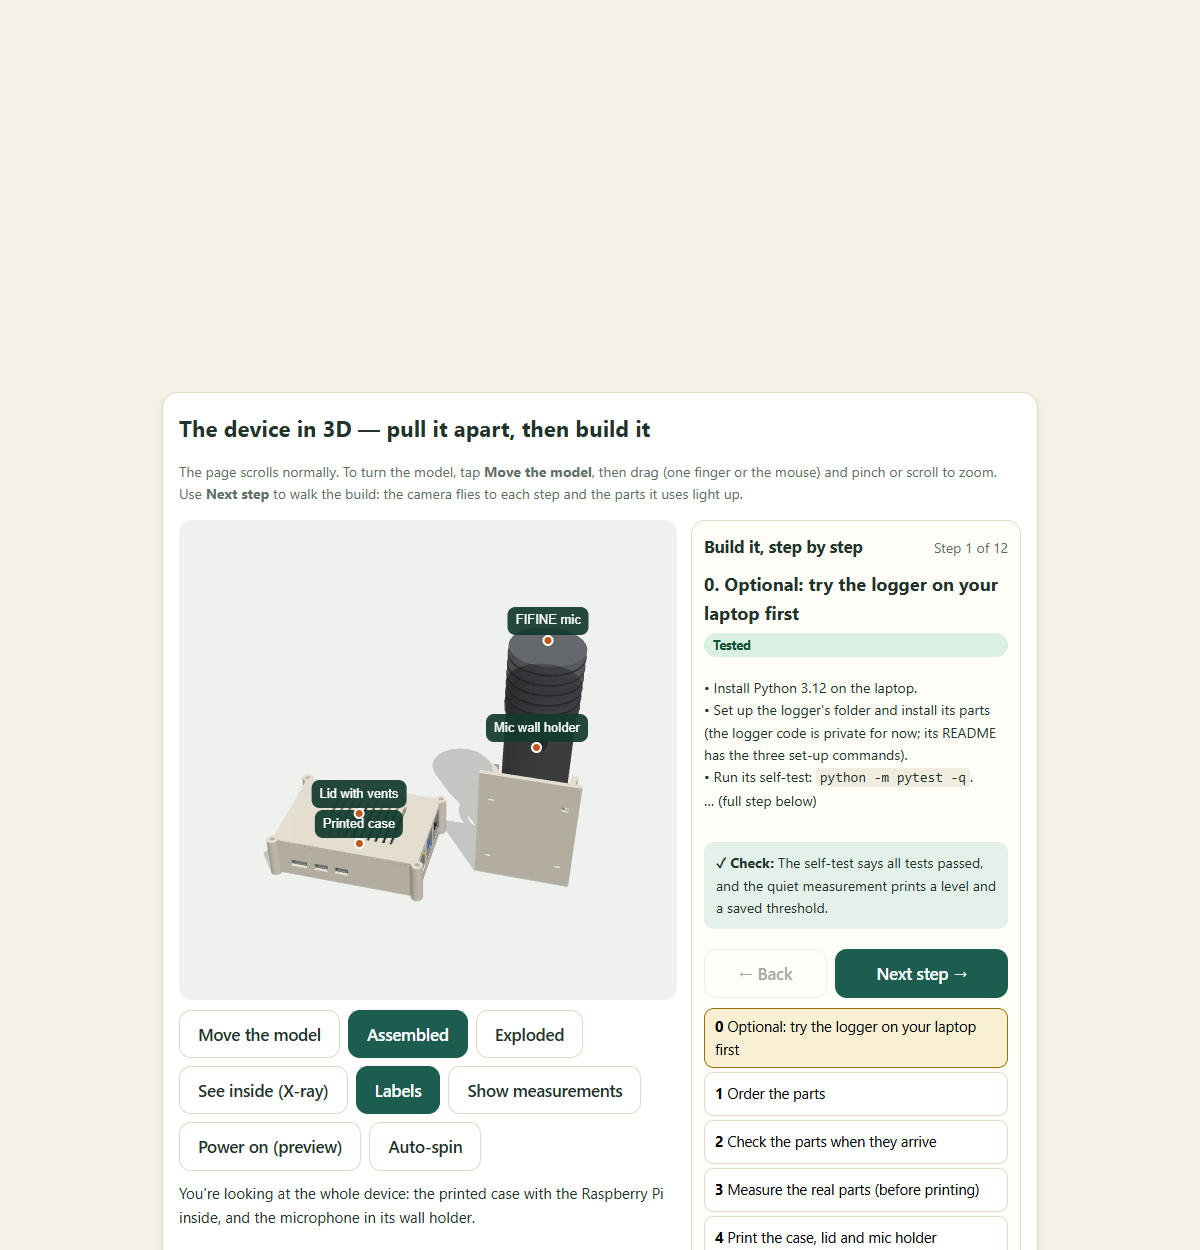 The device in 3D — pull it apart, then build it
The page scrolls normally. To turn the model, tap Move the model, then drag (one finger or the mouse) and pinch or scroll to zoom.
Use Next step to walk the build: the camera flies to each step and the parts it uses light up.
FIFINE mic
Mic wall holder
Lid with vents
Printed case
Move the model
Assembled
Exploded
See inside (X-ray)
Labels
Show measurements
Power on (preview)
Auto-spin
You're looking at the whole device: the printed case with the Raspberry Pi
inside, and the microphone in its wall holder.
Build it, step by step
Step 1 of 12
0. Optional: try the logger on your
laptop first
Tested
• Install Python 3.12 on the laptop.
• Set up the logger's folder and install its parts
(the logger code is private for now; its README
has the three set-up commands).
• Run its self-test: python -m pytest -q.
... (full step below)
✓ Check: The self-test says all tests passed,
and the quiet measurement prints a level and
a saved threshold.
← Back
Next step →
0 Optional: try the logger on your laptop
first
1 Order the parts
2 Check the parts when they arrive
3 Measure the real parts (before printing)
4 Print the case, lid and mic holder